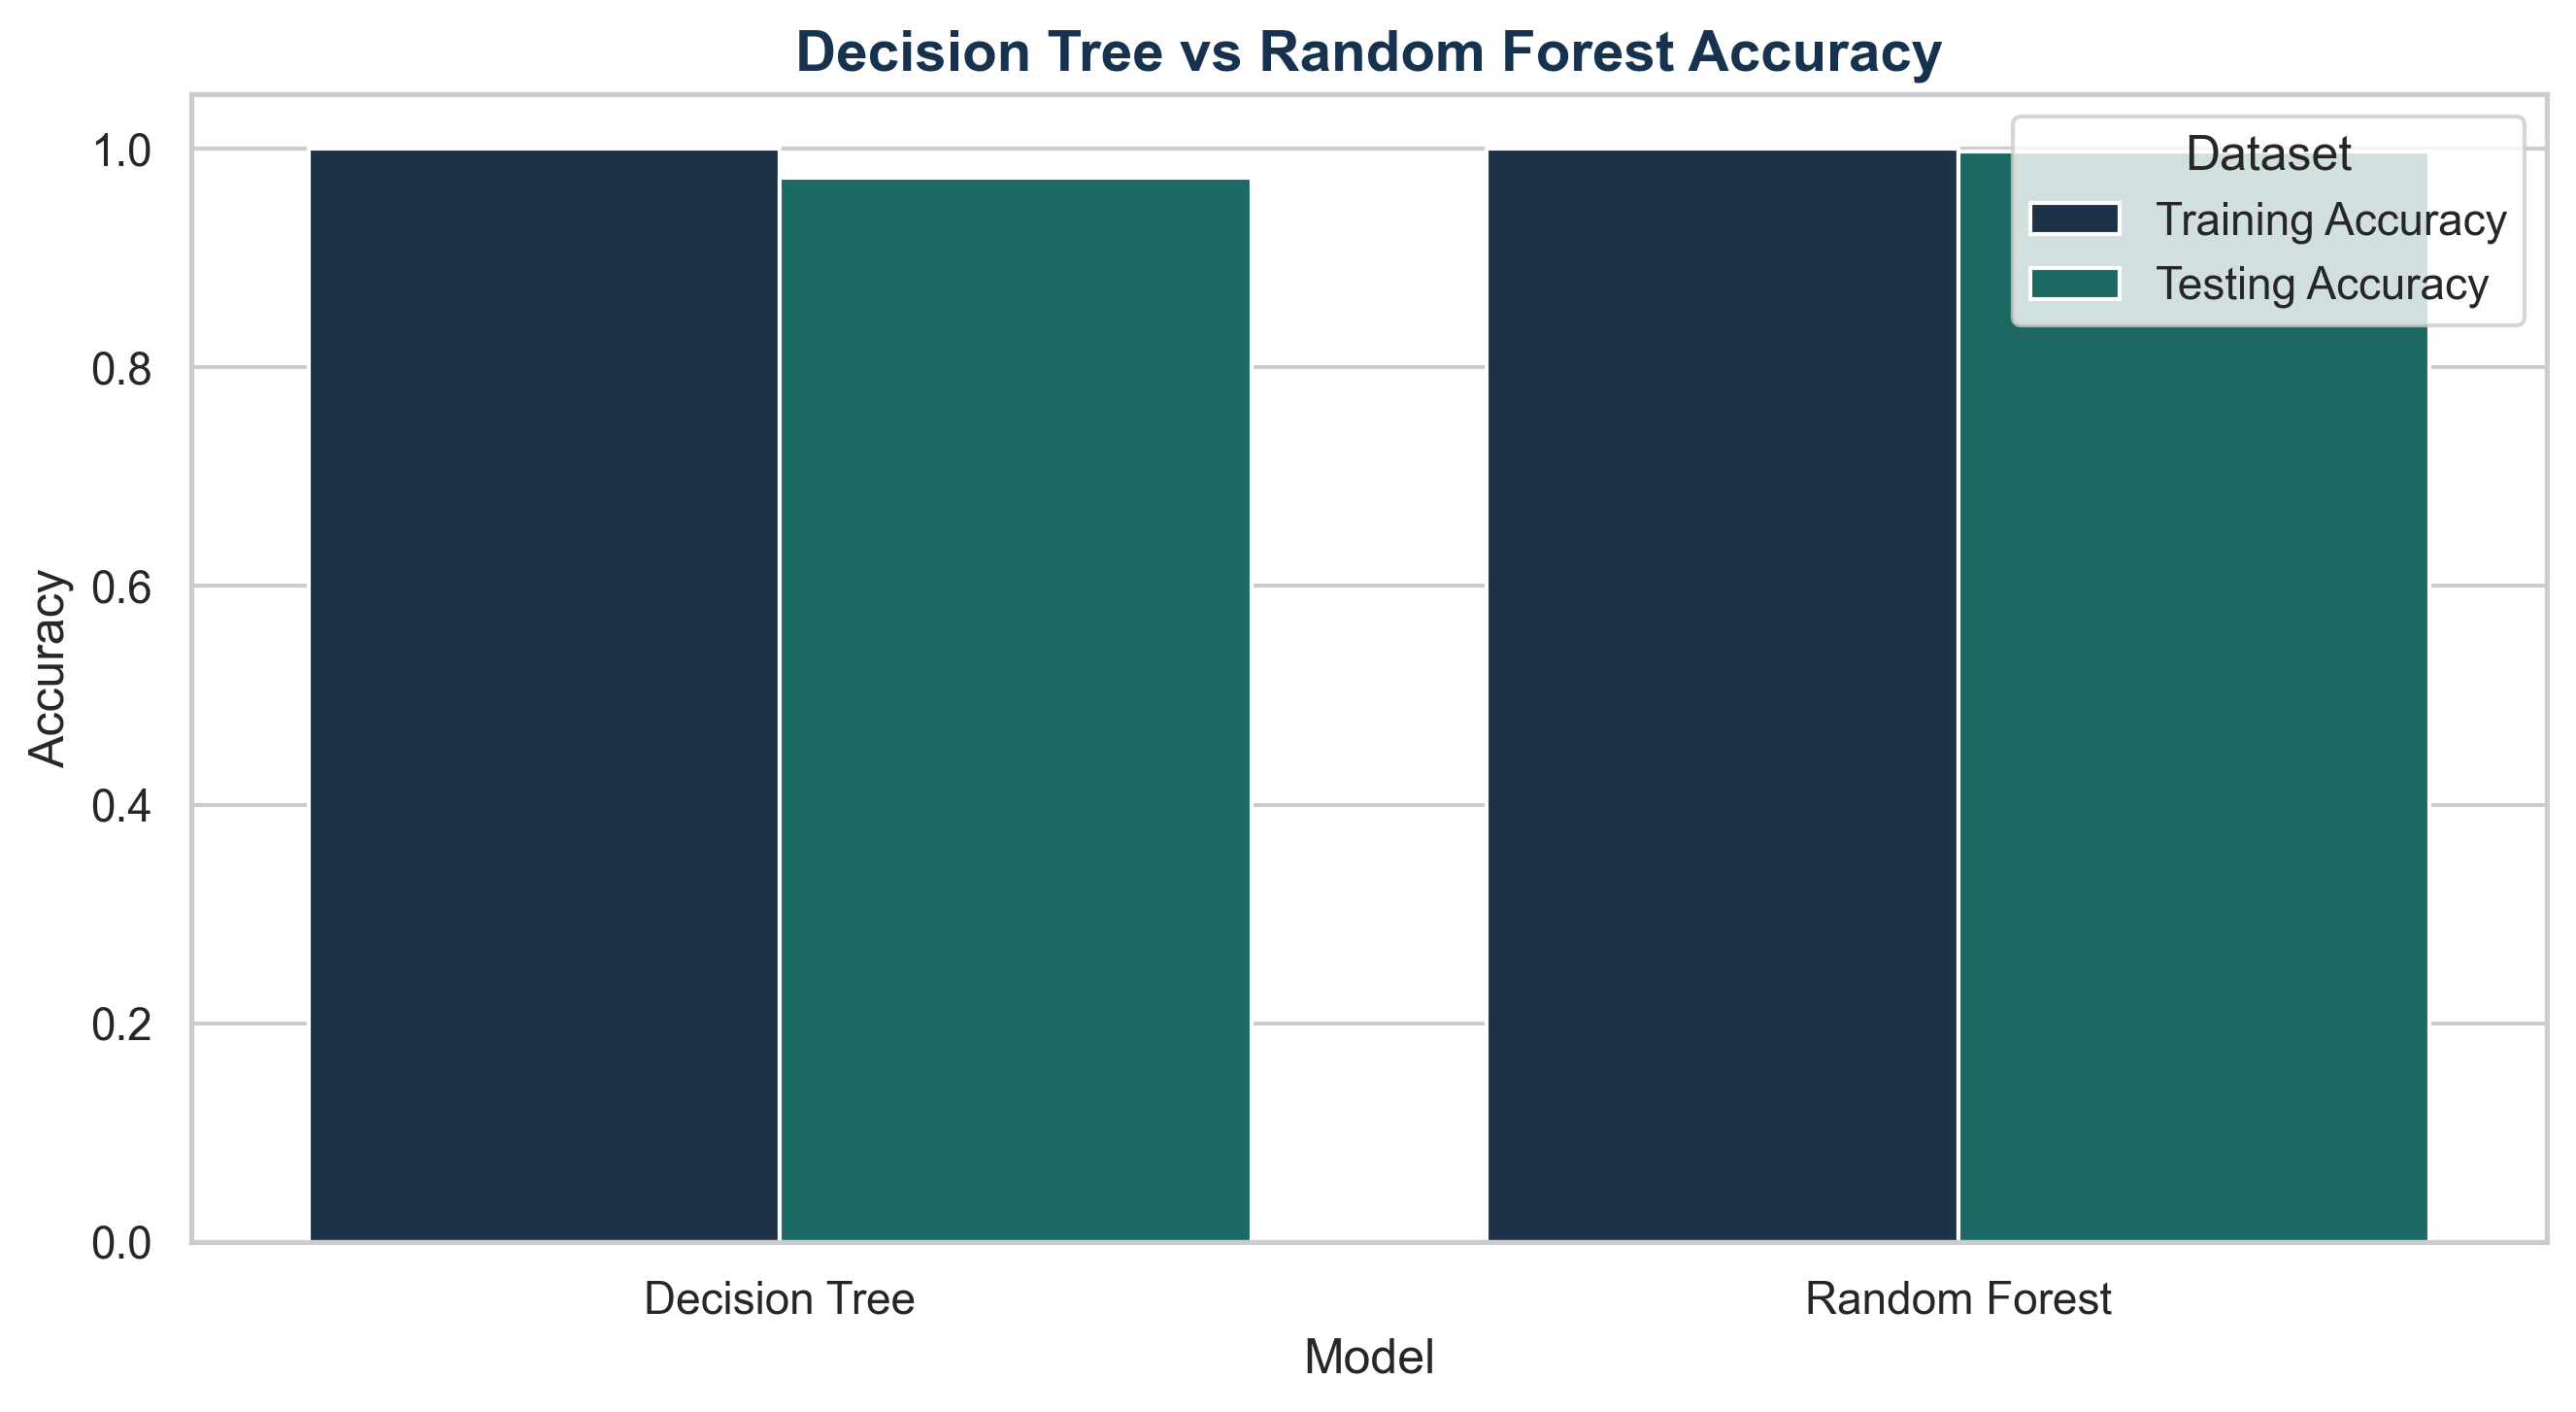 Decision Tree vs Random Forest Accuracy
Dataset
Training Accuracy
Testing Accuracy
Accuracy
1.0
0.8
0.6
0.4
0.2
0.0
Decision Tree
Random Forest
Model